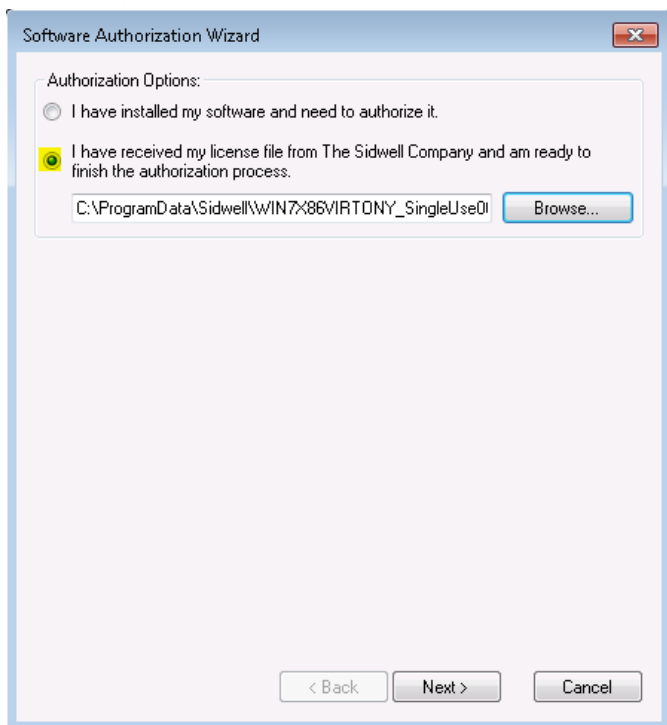 Software Authorization Wizard
Authorization Options:
I have installed my software and need to authorize it.
I have received my license file from The Sidwell Company and am ready to
finish the authorization process.
C:\ProgramData\Sidwell\WIN7X86VIRTONY_SingleUse0
Browse...
< Back
Next >
Cancel